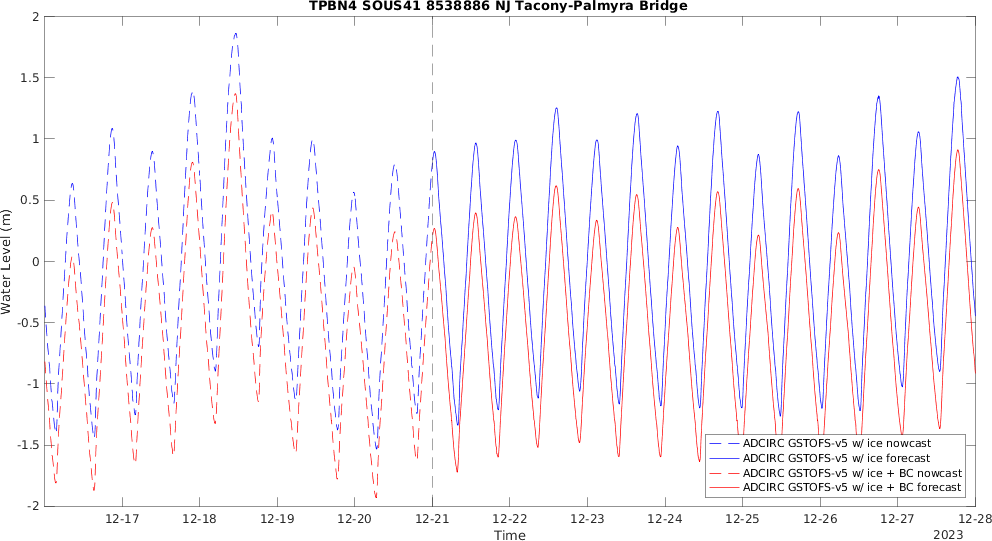 TPBN4 SOUS41 8538886 NJ Tacony-Palmyra Bridge
2
1.5
1
0.5
0
-0.5
-1
-1.5
-2
Water Level (m)
12-17 12-18 12-19 12-20 12-21 12-22 12-23 12-24 12-25 12-26 12-27 12-28
Time
2023
ADCIRC GSTOFS-v5 w/ ice nowcast
ADCIRC GSTOFS-v5 w/ ice forecast
ADCIRC GSTOFS-v5 w/ ice + BC nowcast
ADCIRC GSTOFS-v5 w/ ice + BC forecast